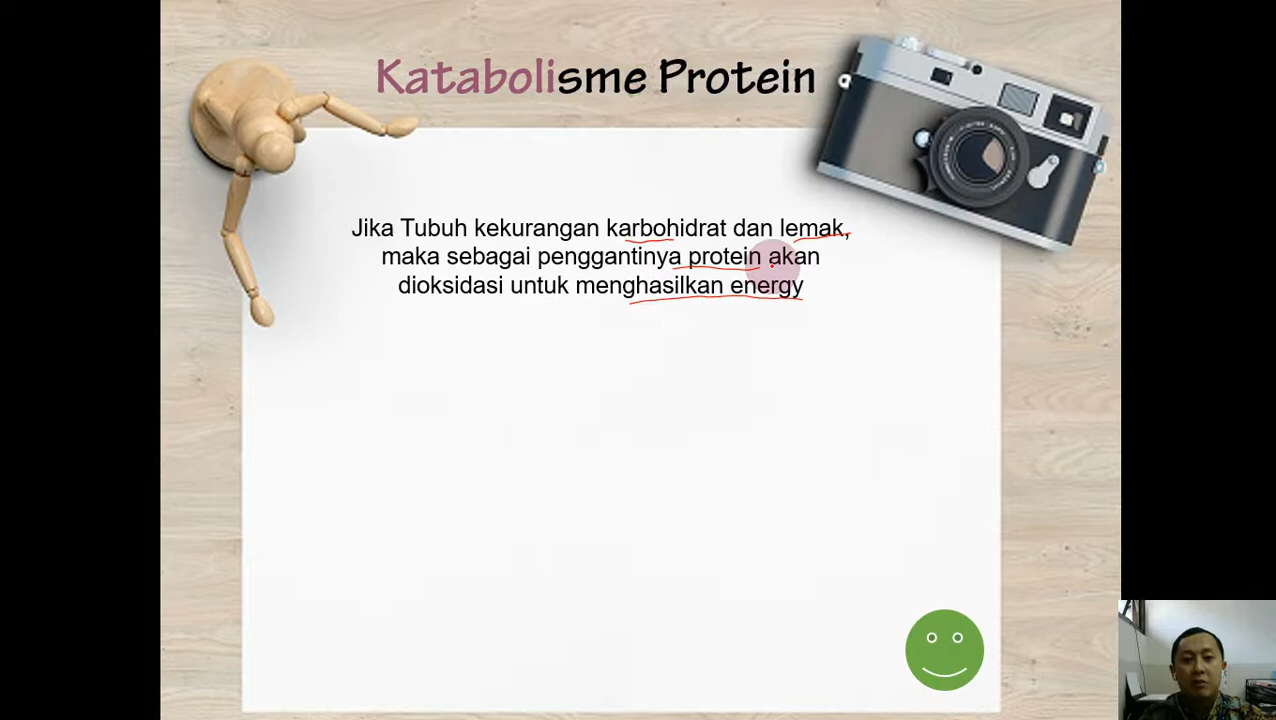 Katabolisme Protein
Jika Tubuh kekurangan karbohidrat dan lemak,
maka sebagai penggantinya protein akan
dioksidasi untuk menghasilkan energy